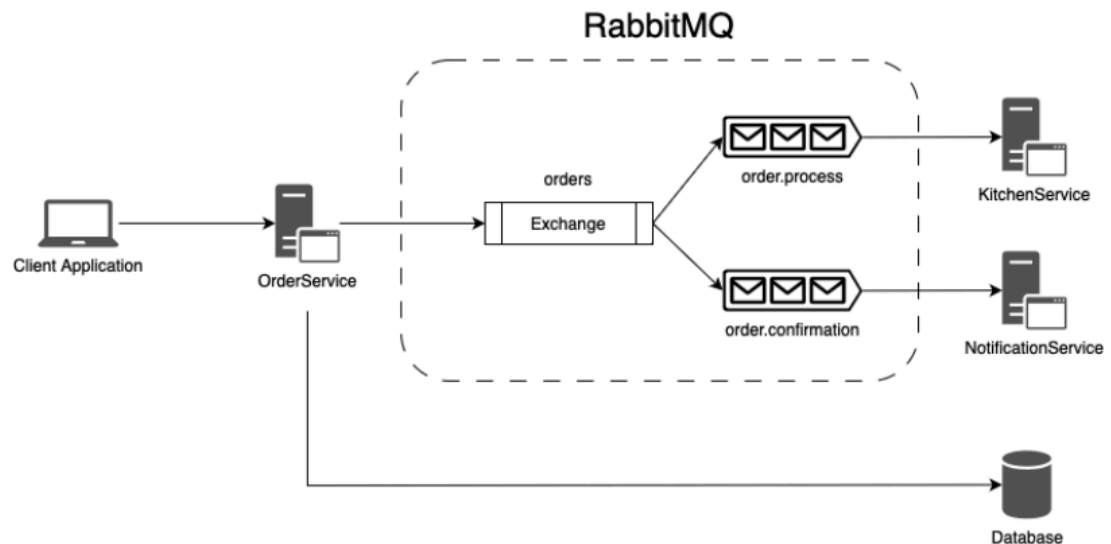 RabbitMQ
orders
Exchange
order.process
order.confirmation
Client Application
OrderService
KitchenService
NotificationService
Database